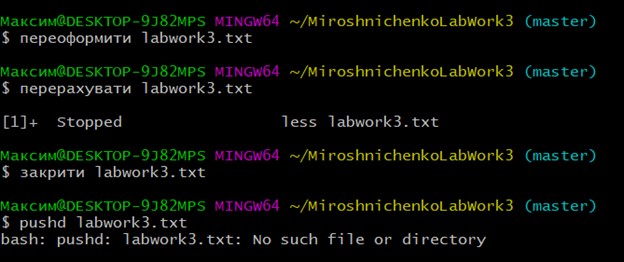 Максим@DESKTOP-9J82MPS MINGW64 ~/MiroshnichenkoLabWork3 (master)
$ переоформити labwork3.txt
Максим@DESKTOP-9J82MPS MINGW64 ~/MiroshnichenkoLabWork3 (master)
$ перерахувати labwork3.txt
[1]+  Stopped                 less labwork3.txt
Максим@DESKTOP-9J82MPS MINGW64 ~/MiroshnichenkoLabWork3 (master)
$ закрити labwork3.txt
Максим@DESKTOP-9J82MPS MINGW64 ~/MiroshnichenkoLabWork3 (master)
$ pushd labwork3.txt
bash: pushd: labwork3.txt: No such file or directory